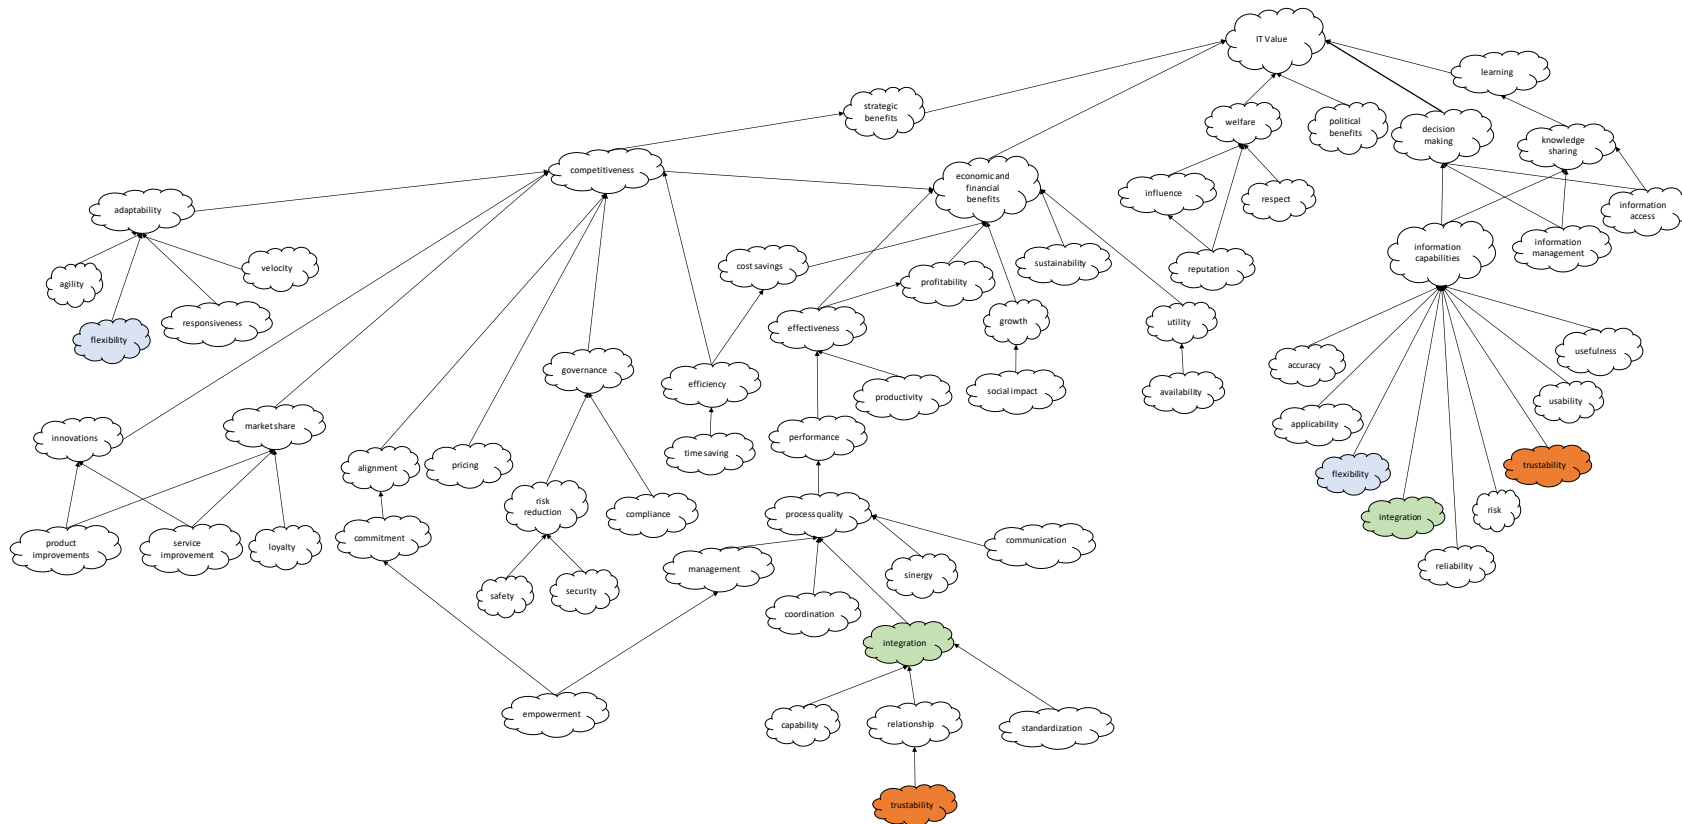 IT Value
learning
strategic
benefits
welfare
political
benefits
decision
making
knowledge
sharing
competitiveness
economic and
financial
benefits
influence
respect
information
access
adaptability
information
capabilities
information
management
agility
velocity
cost savings
profitability
sustainability
reputation
flexibility
responsiveness
effectiveness
growth
utility
governance
efficiency
productivity
social impact
availability
accuracy
usefulness
usability
applicability
innovations
market share
alignment
pricing
time saving
performance
flexibility
trustability
risk
reduction
compliance
process quality
integration
risk
product
improvements
service
improvement
loyalty
commitment
communication
management
sinergy
reliability
safety
security
coordination
integration
empowerment
capability
relationship
standardization
trustability